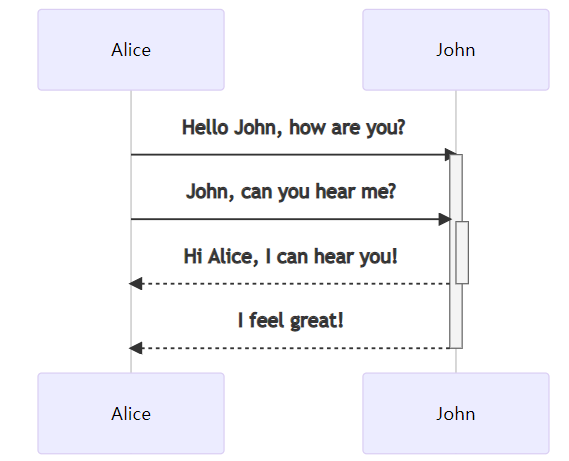 Alice
John
Hello John, how are you?
John, can you hear me?
Hi Alice, I can hear you!
I feel great!
Alice
John